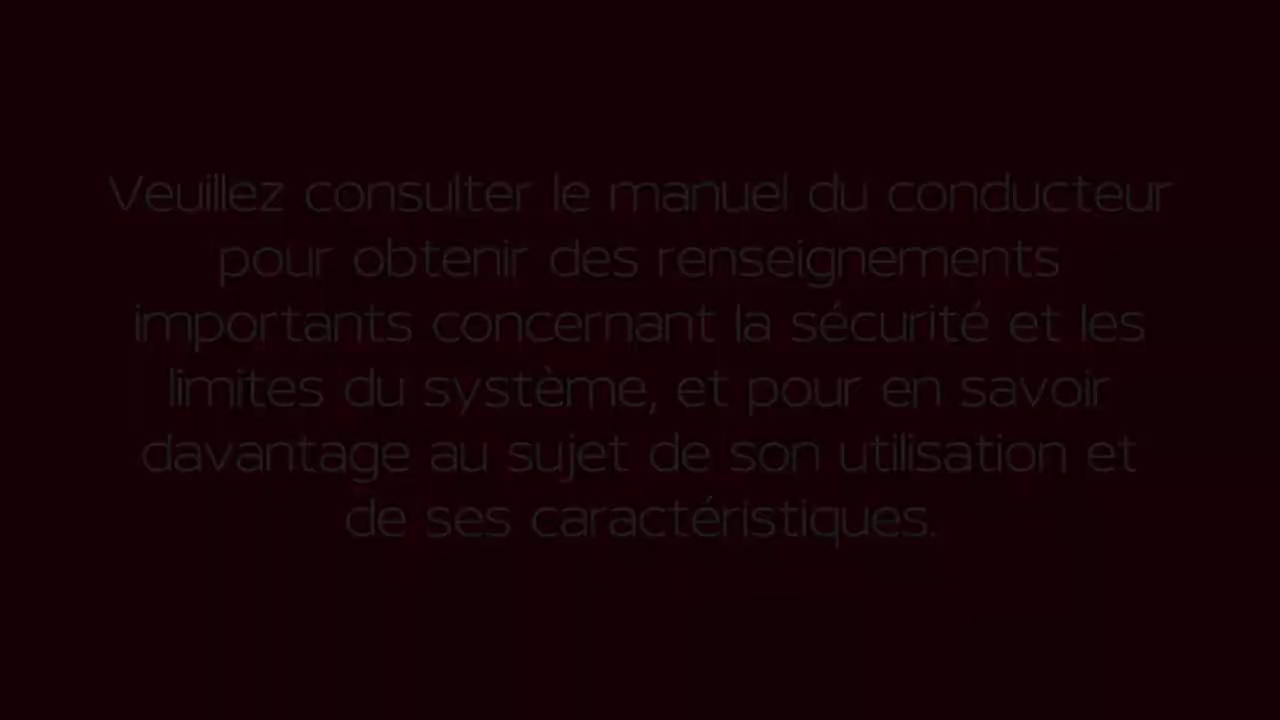 Veuillez consulter le manuel du conducteur
pour obtenir des renseignements
importants concernant la sécurité et les
limites du système, et pour en savoir
davantage au sujet de son utilisation et
de ses caractéristiques.